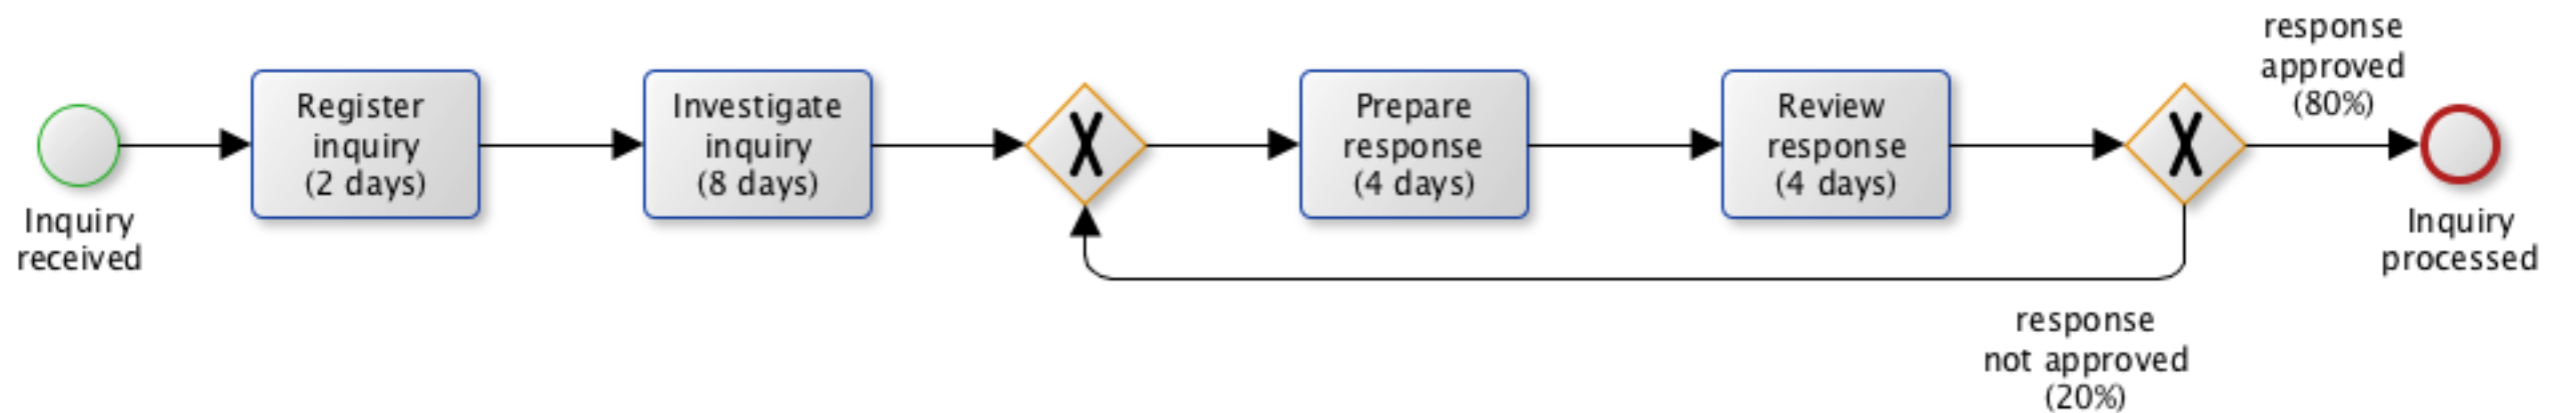 Inquiry
received
Register
inquiry
(2 days)
Investigate
inquiry
(8 days)
X
Prepare
response
(4 days)
Review
response
(4 days)
X
response
approved
(80%)
response
not approved
(20%)
Inquiry
processed